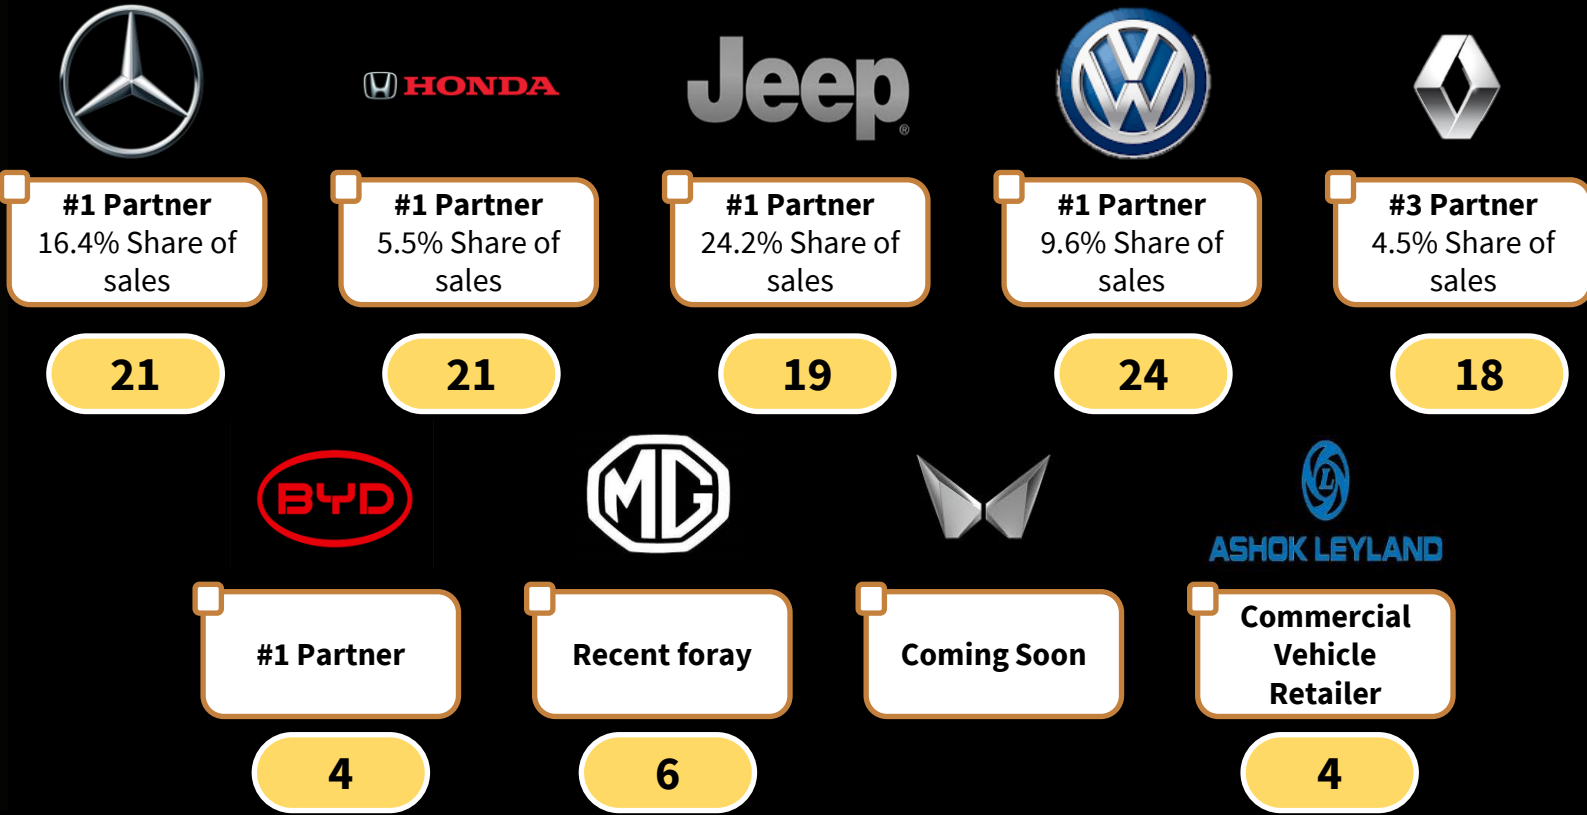 HONDA
Jeep®
#1 Partner
16.4% Share of
sales
#1 Partner
5.5% Share of
sales
#1 Partner
24.2% Share of
sales
#1 Partner
9.6% Share of
sales
#3 Partner
4.5% Share of
sales
21
21
19
24
18
BYD
MG
L
ASHOK LEYLAND
#1 Partner
Recent foray
Coming Soon
Commercial
Vehicle
Retailer
4
6
4